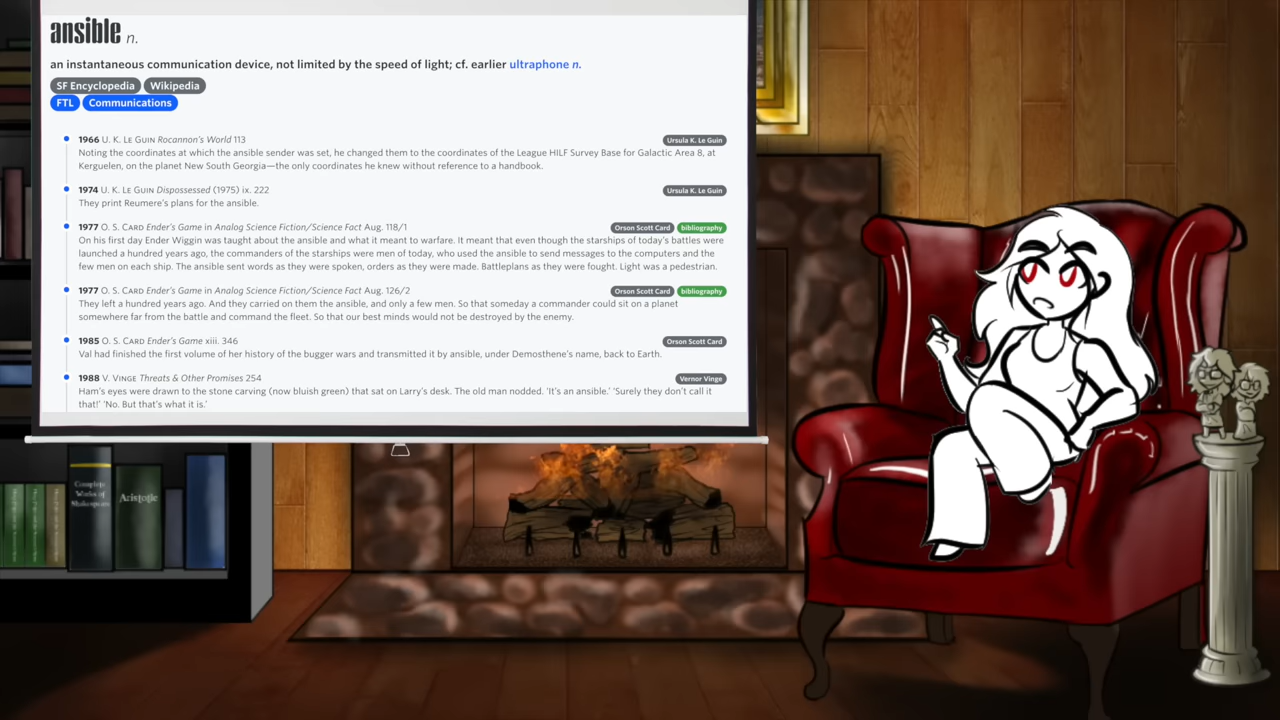 ansible n.
an instantaneous communication device, not limited by the speed of light; cf. earlier ultraphone n.
SF Encyclopedia Wikipedia
FTL Communications
1966 U. K. LE GUIN Rocannon's World 113 Ursula K. Le Guin
Noting the coordinates at which the ansible sender was set, he changed them to the coordinates of the League HILF Survey Base for Galactic Area 8, at
Kerguelen, on the planet New South Georgia—the only coordinates he knew without reference to a handbook.
1974 U. K. LE GUIN Dispossessed (1975) ix. 222 Ursula K. Le Guin
They print Reumere's plans for the ansible.
1977 O. S. CARD Ender's Game in Analog Science Fiction/Science Fact Aug. 118/1 Orson Scott Card bibliography
On his first day Ender Wiggin was taught about the ansible and what it meant to warfare. It meant that even though the starships of today's battles were
launched a hundred years ago, the commanders of the starships were men of today, who used the ansible to send messages to the computers and the
few men on each ship. The ansible sent words as they were spoken, orders as they were made. Battleplans as they were fought. Light was a pedestrian.
1977 O. S. CARD Ender's Game in Analog Science Fiction/Science Fact Aug. 126/2 Orson Scott Card bibliography
They left a hundred years ago. And they carried on them the ansible, and only a few men. So that someday a commander could sit on a planet
somewhere far from the battle and command the fleet. So that our best minds would not be destroyed by the enemy.
1985 O. S. CARD Ender's Game xiii. 346 Orson Scott Card
Val had finished the first volume of her history of the bugger wars and transmitted it by ansible, under Demosthene's name, back to Earth.
1988 V. VINGE Threats & Other Promises 254 Vernor Vinge
Ham's eyes were drawn to the stone carving (now bluish green) that sat on Larry's desk. The old man nodded. 'It's an ansible.' 'Surely they don't call it
that!' 'No. But that's what it is.'
Complete
Works of
Shakespeare
Aristotle